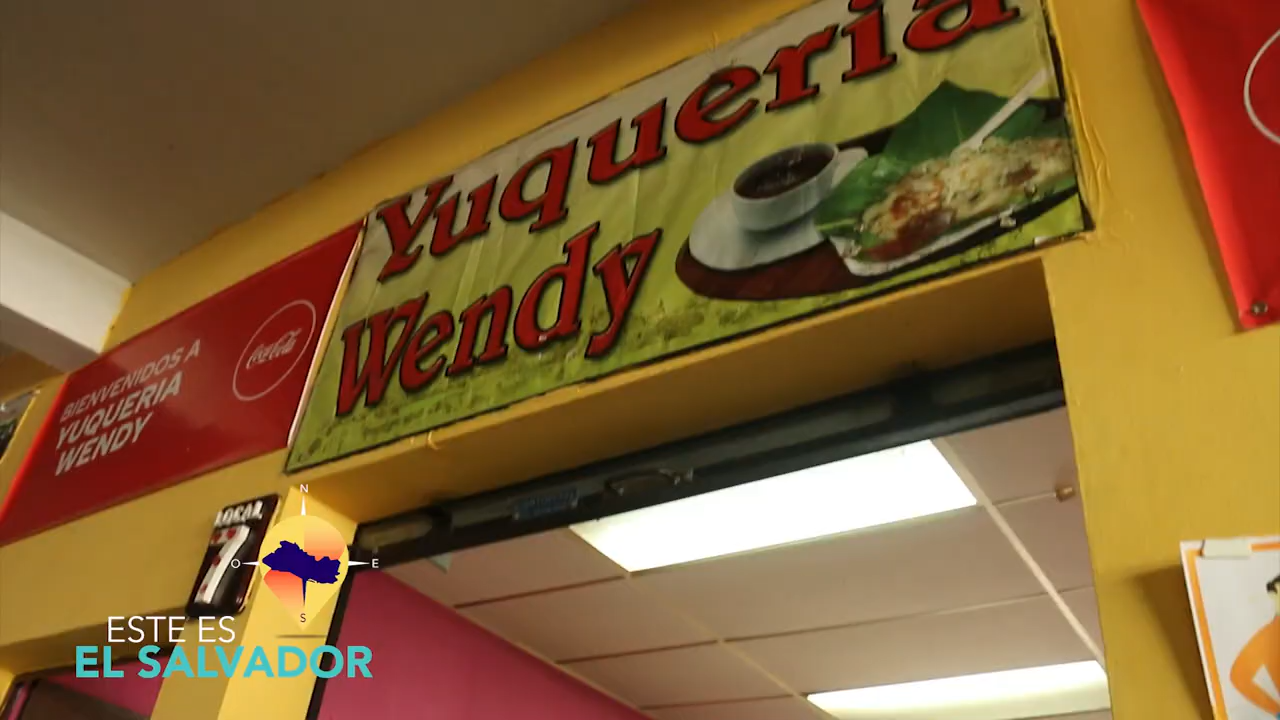 Yuqueria
Wendy
BIENVENIDOS A
YUQUERIA
WENDY
Coca-Cola
LOCAL
7
N
O
E
S
ESTE ES
EL SALVADOR